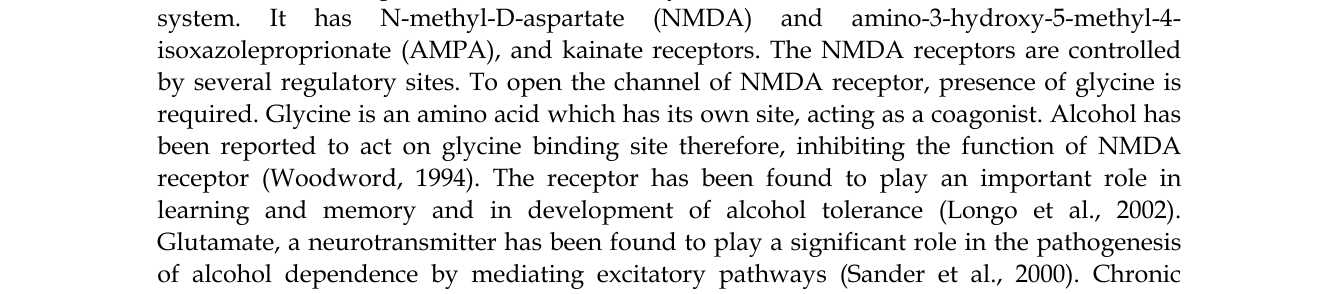 system. It has N-methyl-D-aspartate (NMDA) and amino-3-hydroxy-5-methyl-4-
isoxazoleproprionate (AMPA), and kainate receptors. The NMDA receptors are controlled
by several regulatory sites. To open the channel of NMDA receptor, presence of glycine is
required. Glycine is an amino acid which has its own site, acting as a coagonist. Alcohol has
been reported to act on glycine binding site therefore, inhibiting the function of NMDA
receptor (Woodword, 1994). The receptor has been found to play an important role in
learning and memory and in development of alcohol tolerance (Longo et al., 2002).
Glutamate, a neurotransmitter has been found to play a significant role in the pathogenesis
of alcohol dependence by mediating excitatory pathways (Sander et al., 2000). Chronic